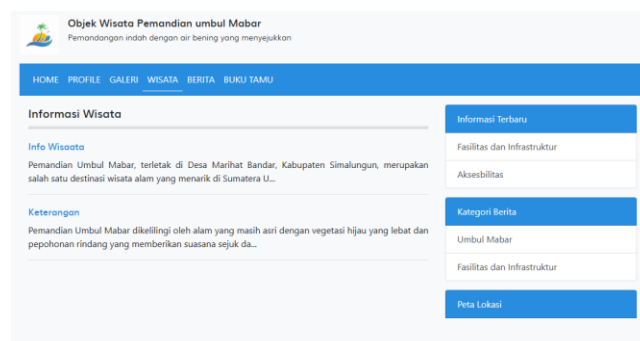 Objek Wisata Pemandian umbul Mabar
Pemandangan indah dengan air bening yang menyejukkan
HOME PROFILE GALERI WISATA BERITA BUKU TAMU
Informasi Wisata
Info Wisaata
Pemandian Umbul Mabar, terletak di Desa Marihat Bandar, Kabupaten Simalungun, merupakan
salah satu destinasi wisata alam yang menarik di Sumatera U...
Keterangan
Pemandian Umbul Mabar dikelilingi oleh alam yang masih asri dengan vegetasi hijau yang lebat dan
pepohonan rindang yang memberikan suasana sejuk da...
Informasi Terbaru
Fasilitas dan Infrastruktur
Aksesbilitas
Kategori Berita
Umbul Mabar
Fasilitas dan Infrastruktur
Peta Lokasi